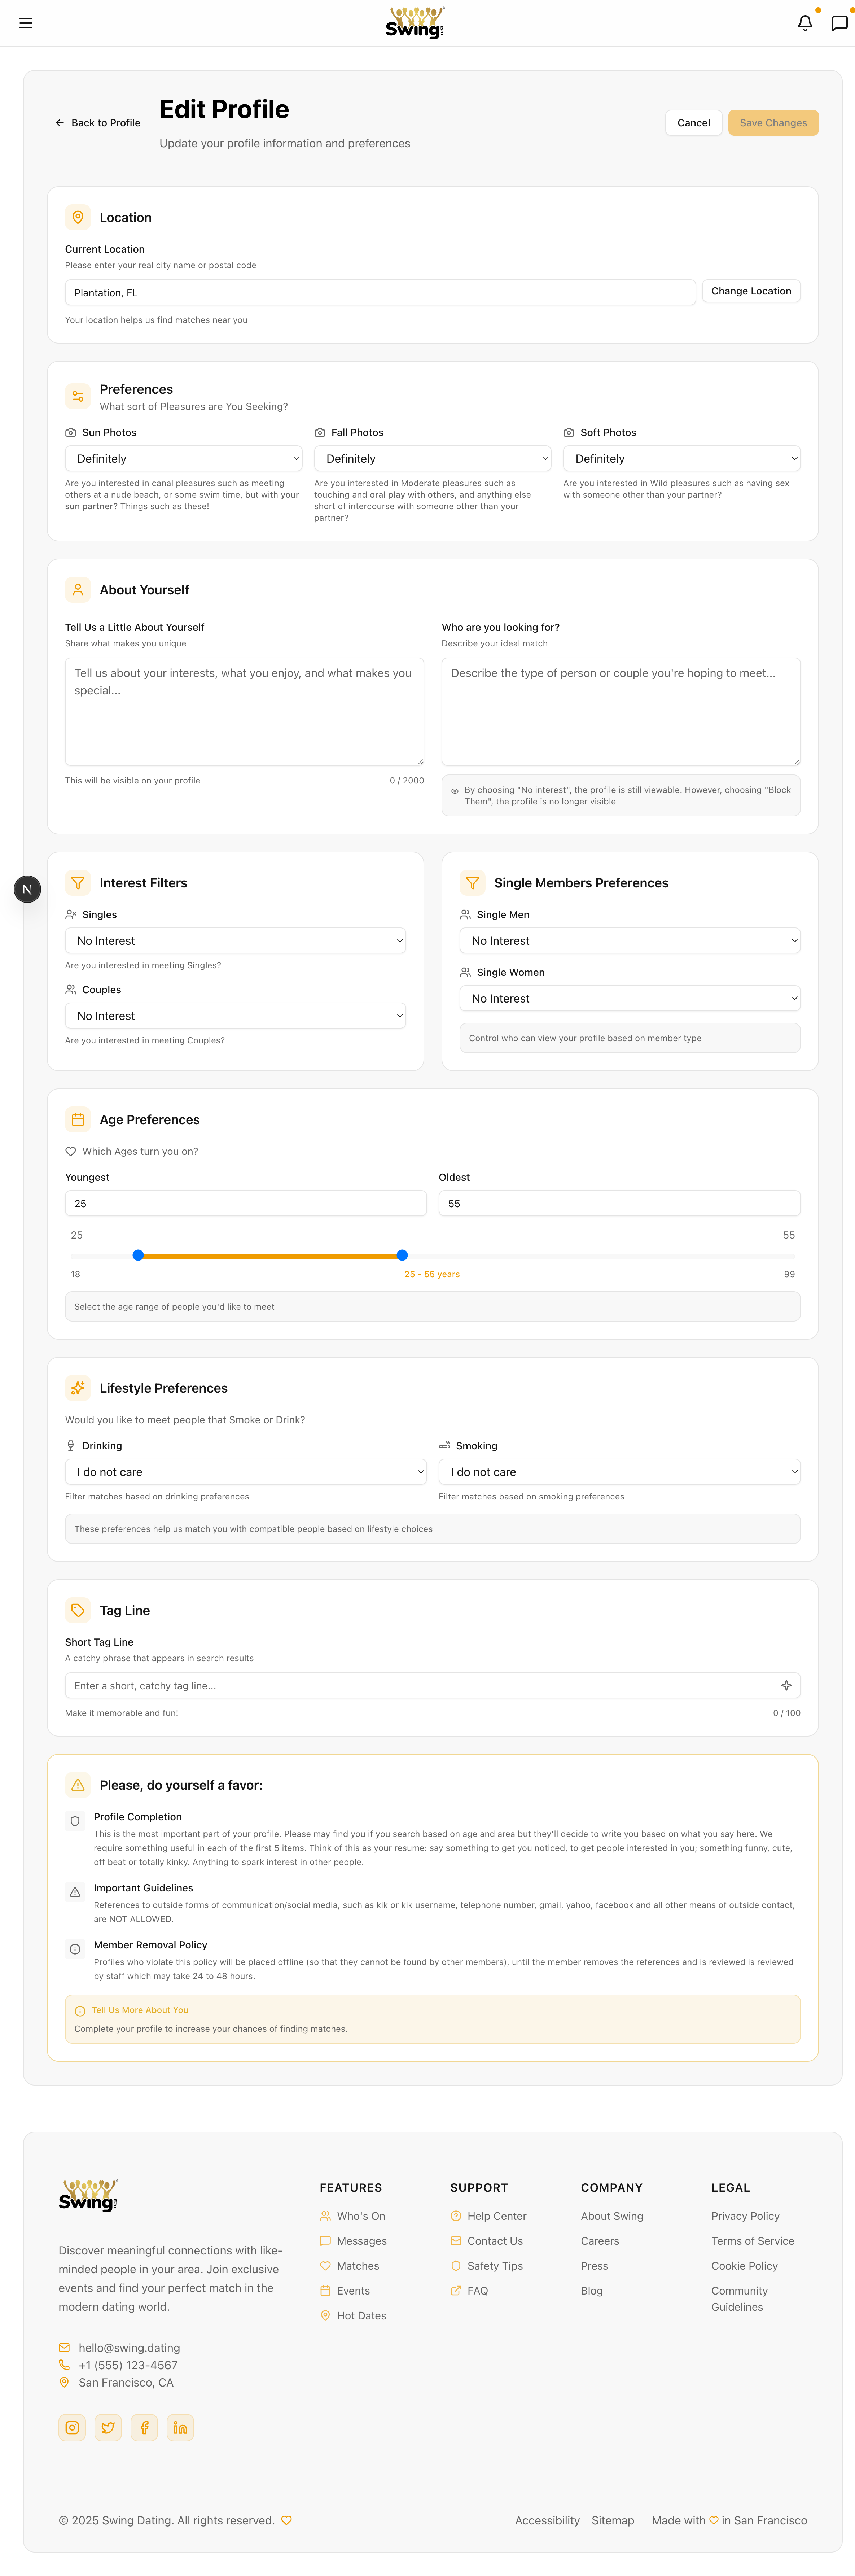 Swing!
Back to Profile
Edit Profile
Update your profile information and preferences
Cancel
Save Changes
Location
Current Location
Please enter your real city name or postal code
Plantation, FL
Change Location
Your location helps us find matches near you
Preferences
What sort of Pleasures are You Seeking?
Sun Photos
Definitely
Are you interested in canal pleasures such as meeting
others at a nude beach, or some swim time, but with your
sun partner? Things such as these!
Fall Photos
Definitely
Are you interested in Moderate pleasures such as
touching and oral play with others, and anything else
short of intercourse with someone other than your
partner?
Soft Photos
Definitely
Are you interested in Wild pleasures such as having sex
with someone other than your partner?
About Yourself
Tell Us a Little About Yourself
Share what makes you unique
Tell us about your interests, what you enjoy, and what makes you
special...
This will be visible on your profile
0 / 2000
Who are you looking for?
Describe your ideal match
Describe the type of person or couple you're hoping to meet...
By choosing "No interest", the profile is still viewable. However, choosing "Block
Them", the profile is no longer visible
N
Interest Filters
Singles
No Interest
Are you interested in meeting Singles?
Couples
No Interest
Are you interested in meeting Couples?
Single Members Preferences
Single Men
No Interest
Single Women
No Interest
Control who can view your profile based on member type
Age Preferences
Which Ages turn you on?
Youngest
25
Oldest
55
25
55
18
25 - 55 years
99
Select the age range of people you'd like to meet
Lifestyle Preferences
Would you like to meet people that Smoke or Drink?
Drinking
I do not care
Filter matches based on drinking preferences
Smoking
I do not care
Filter matches based on smoking preferences
These preferences help us match you with compatible people based on lifestyle choices
Tag Line
Short Tag Line
A catchy phrase that appears in search results
Enter a short, catchy tag line...
Make it memorable and fun!
0 / 100
Please, do yourself a favor:
Profile Completion
This is the most important part of your profile. Please may find you if you search based on age and area but they'll decide to write you based on what you say here. We
require something useful in each of the first 5 items. Think of this as your resume: say something to get you noticed, to get people interested in you; something funny, cute,
off beat or totally kinky. Anything to spark interest in other people.
Important Guidelines
References to outside forms of communication/social media, such as kik or kik username, telephone number, gmail, yahoo, facebook and all other means of outside contact,
are NOT ALLOWED.
Member Removal Policy
Profiles who violate this policy will be placed offline (so that they cannot be found by other members), until the member removes the references and is reviewed is reviewed
by staff which may take 24 to 48 hours.
Tell Us More About You
Complete your profile to increase your chances of finding matches.
Swing!
Discover meaningful connections with like-
minded people in your area. Join exclusive
events and find your perfect match in the
modern dating world.
hello@swing.dating
+1 (555) 123-4567
San Francisco, CA
FEATURES
Who's On
Messages
Matches
Events
Hot Dates
SUPPORT
Help Center
Contact Us
Safety Tips
FAQ
COMPANY
About Swing
Careers
Press
Blog
LEGAL
Privacy Policy
Terms of Service
Cookie Policy
Community
Guidelines
© 2025 Swing Dating. All rights reserved.
Accessibility
Sitemap
Made with
in San Francisco